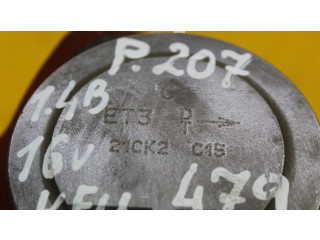 P. 207
C
1.4B
ET3 D
16v
21CK2 C15
KFU 479